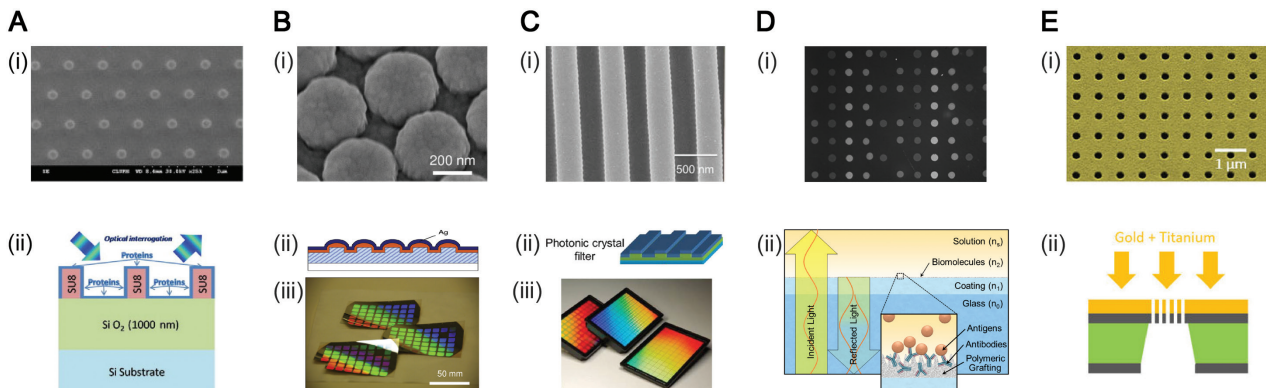 A
B
C
D
E
(i)
(i)
(i)
(i)
(i)
200 nm
500 nm
1 µm
(ii)
Optical interrogation
Proteins
SU8
Proteins
SU8
Proteins
SU8
Si O2 (1000 nm)
Si Substrate
(ii)
Ag
(iii)
50 mm
(ii)
Photonic crystal
filter
(iii)
(ii)
Incident Light
Reflected Light
Solution (ns)
Biomolecules (n2)
Coating (n1)
Glass (n0)
Antigens
Antibodies
Polymeric
Grafting
(ii)
Gold + Titanium